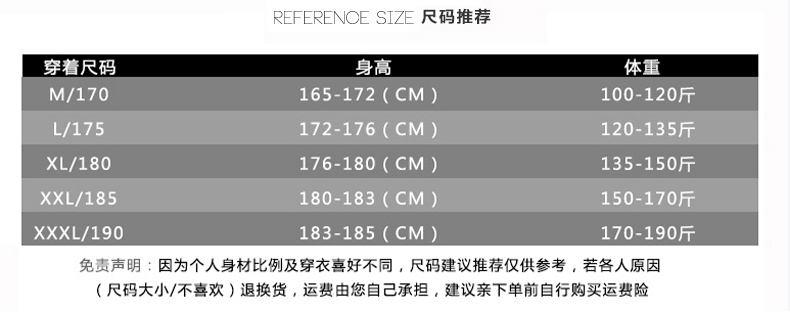 REFERENCE SIZE 尺码推荐
穿着尺码 身高 体重
M/170 165-172(CM) 100-120斤
L/175 172-176(CM) 120-135斤
XL/180 176-180(CM) 135-150斤
XXL/185 180-183(CM) 150-170斤
XXXL/190 183-185(CM) 170-190斤
免责声明:因为个人身材比例及穿衣喜好不同,尺码建议推荐仅供参考,若各人原因
(尺码大小/不喜欢)退换货,运费由您自己承担,建议亲下单前自行购买运费险